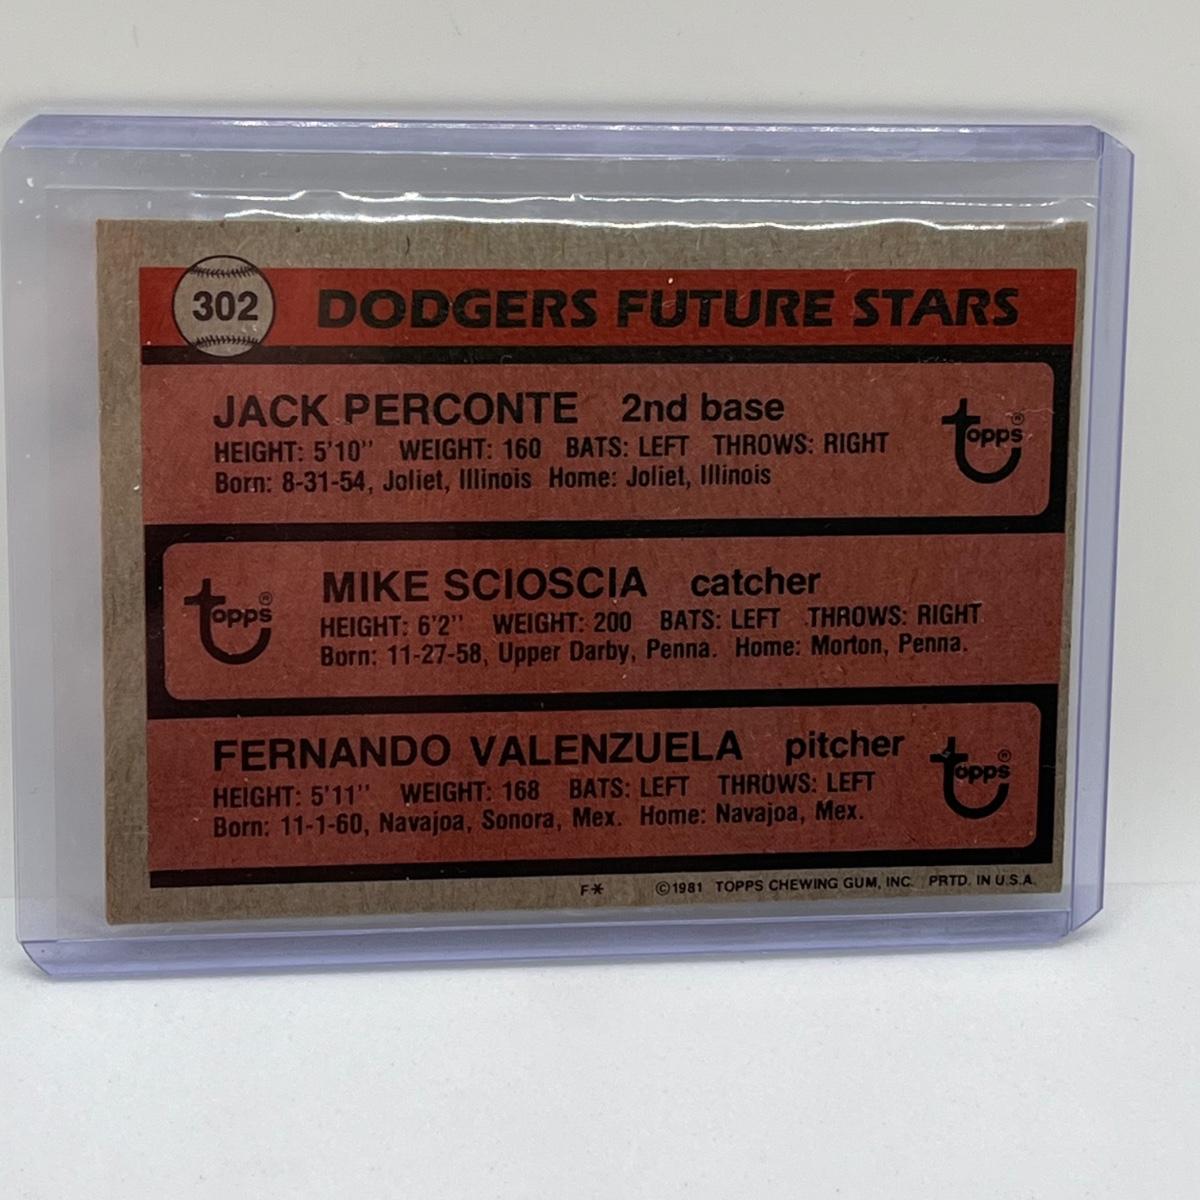 302 DODGERS FUTURE STARS
JACK PERCONTE 2nd base
HEIGHT: 5'10" WEIGHT: 160 BATS: LEFT THROWS: RIGHT
Born: 8-31-54, Joliet, Illinois Home: Joliet, Illinois
topps®
MIKE SCIOSCIA catcher
HEIGHT: 6'2" WEIGHT: 200 BATS: LEFT THROWS: RIGHT
Born: 11-27-58, Upper Darby, Penna. Home: Morton, Penna.
topps®
FERNANDO VALENZUELA pitcher
HEIGHT: 5'11" WEIGHT: 168 BATS: LEFT THROWS: LEFT
Born: 11-1-60, Navajoa, Sonora, Mex. Home: Navajoa, Mex.
topps®
F* ©1981 TOPPS CHEWING GUM, INC. PRTD. IN U.S.A.